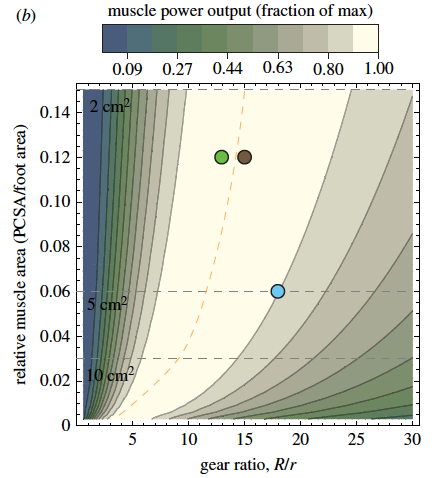 (b)
muscle power output (fraction of max)
0.09 0.27 0.44 0.63 0.80 1.00
relative muscle area (PCSA/foot area)
0.14
0.12
0.10
0.08
0.06
0.04
0.02
0
2 cm²
5 cm²
10 cm²
5 10 15 20 25 30
gear ratio, R/r